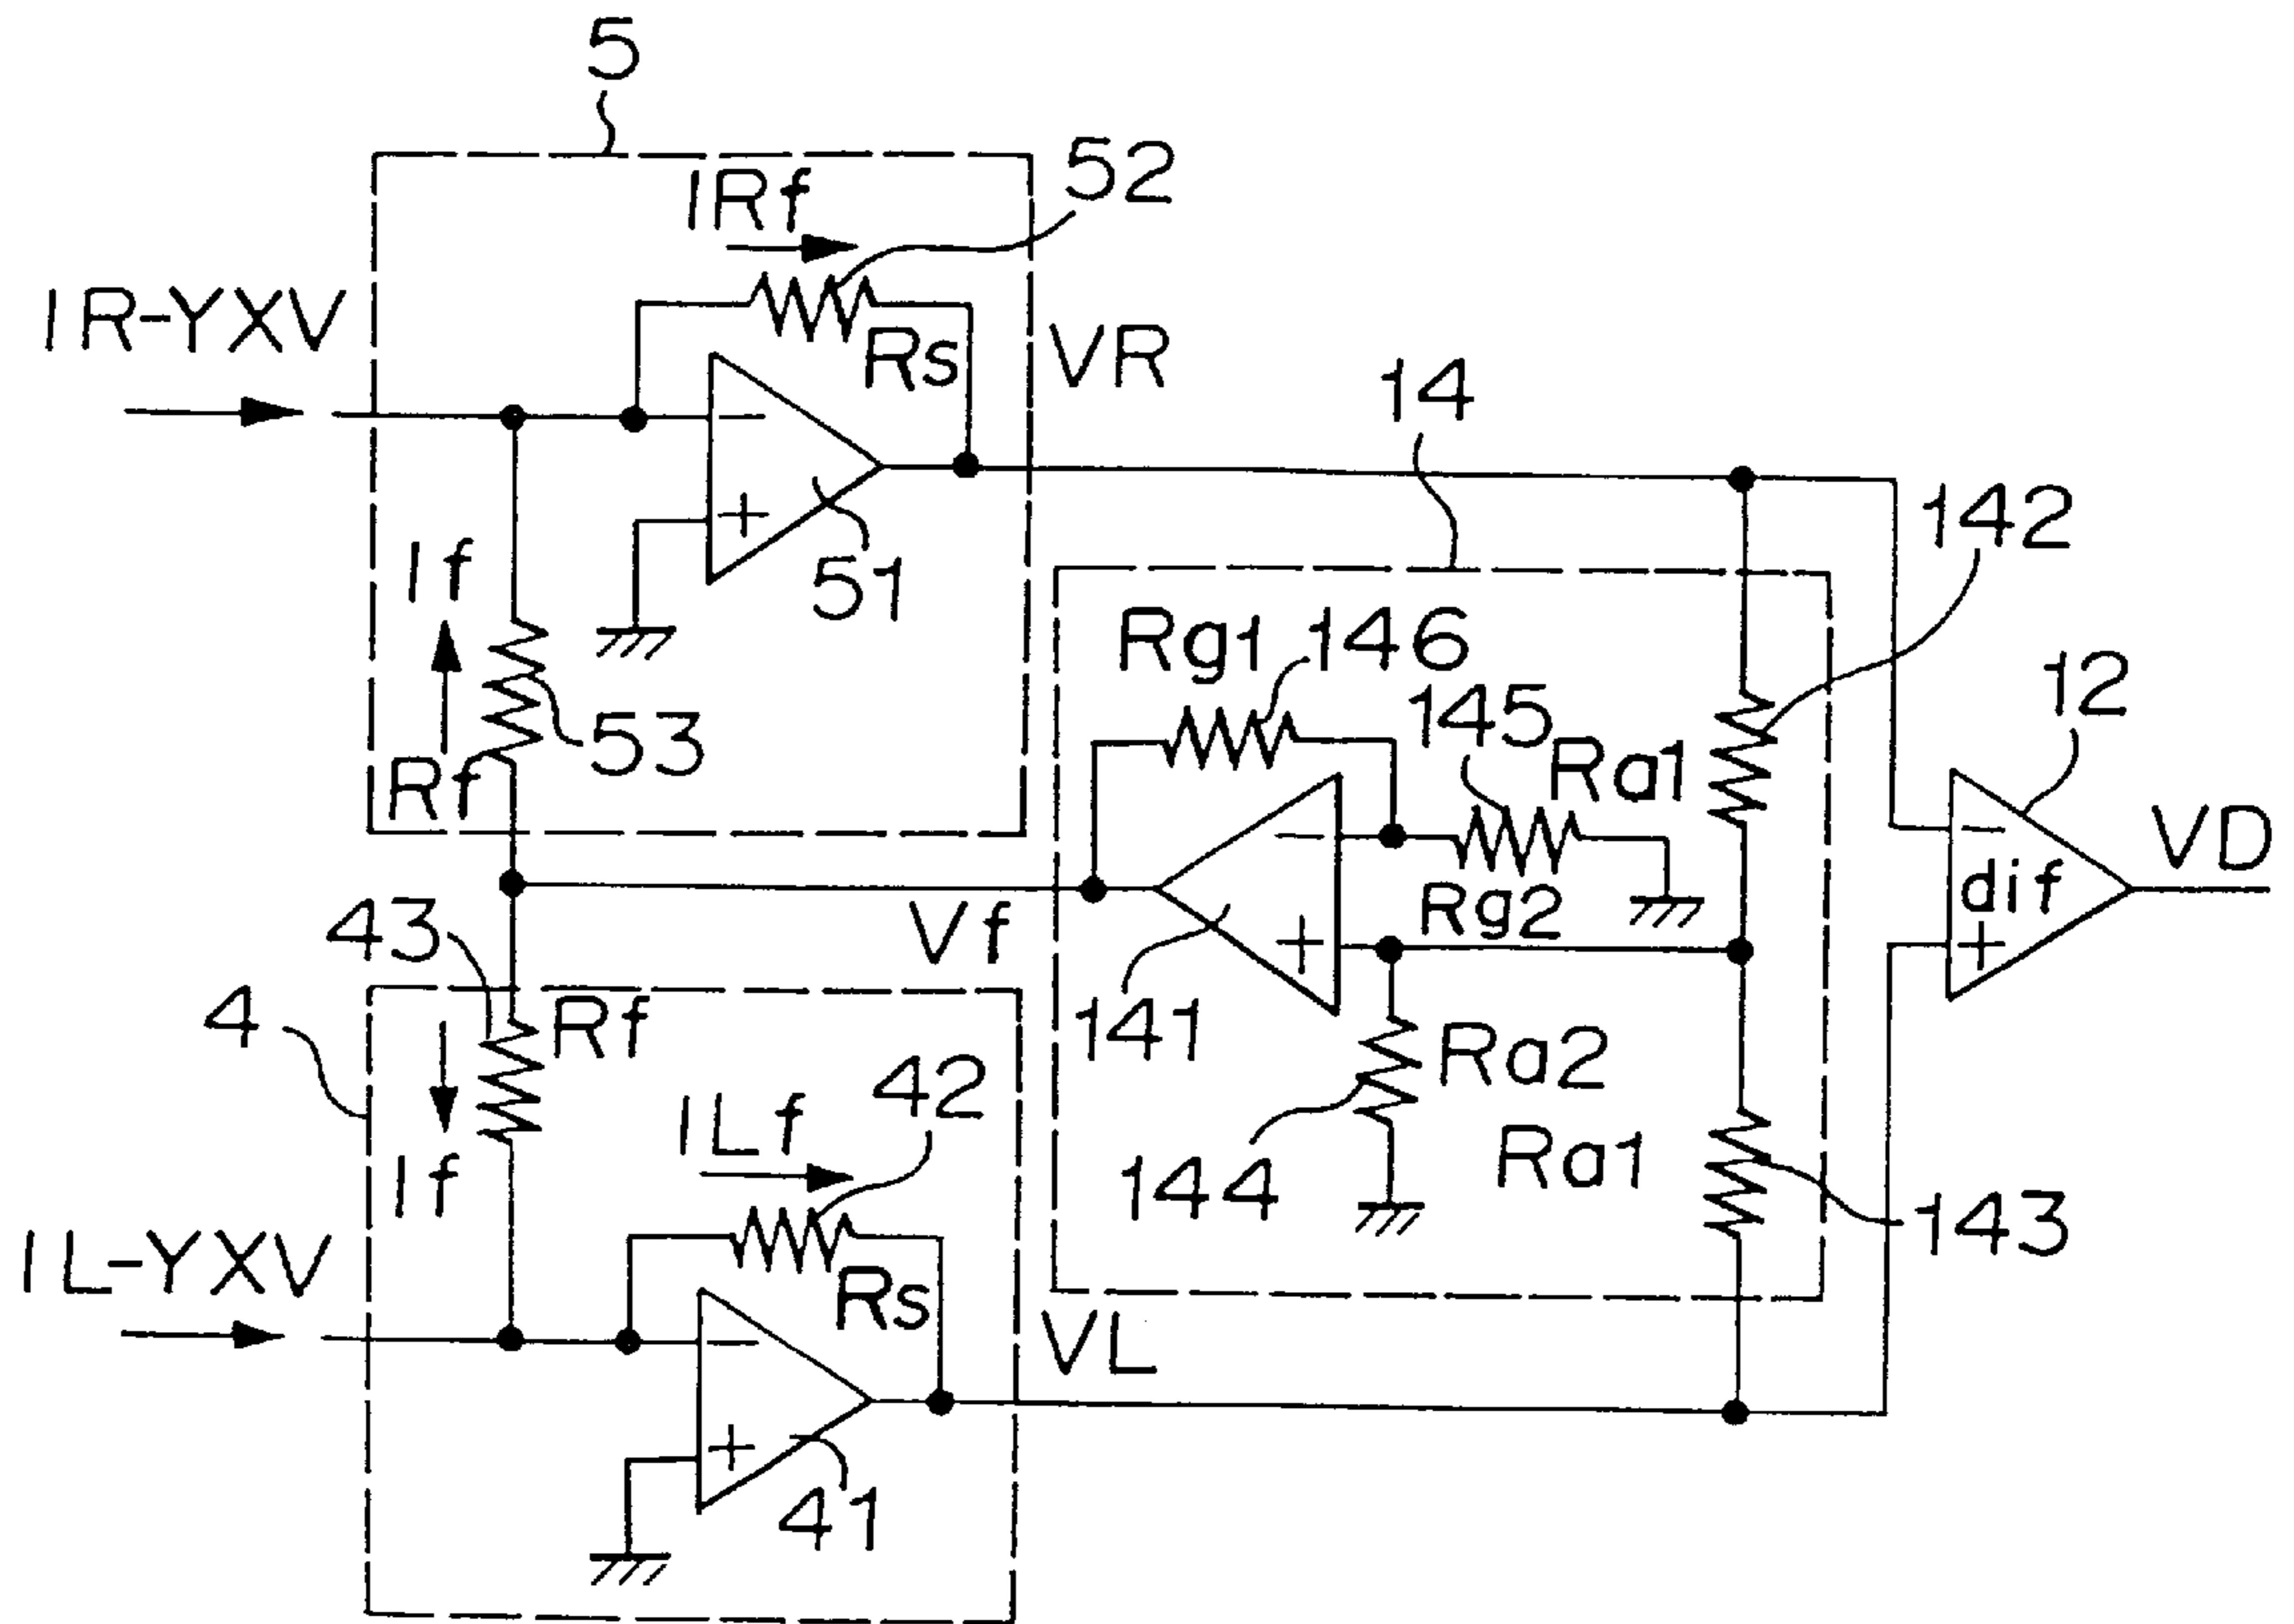 5
52
IRf
IR-YXV
Rs
VR
14
142
51
If
Rg1
146
145
Ra1
12
53
Rf
VD
dif
Rg2
Vf
43
4
Rf
141
Ra2
42
ILf
If
144
Ra1
143
IL-YXV
Rs
VL
41
−
+
−
+
−
+
−
+